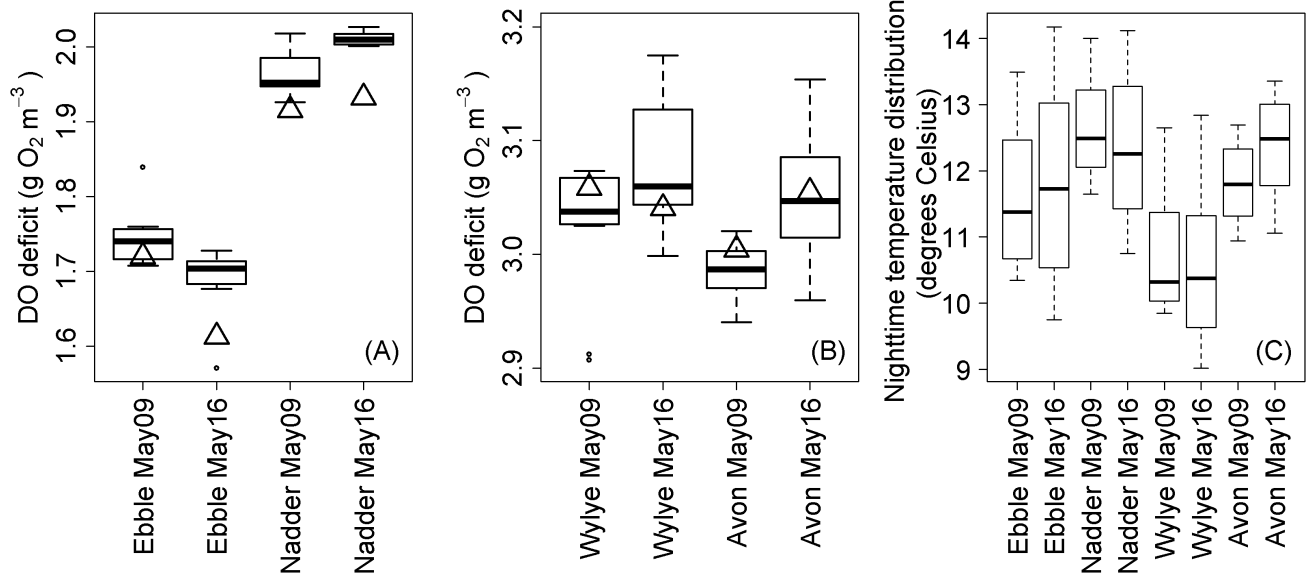 DO deficit (g O₂ m⁻³)
2.0
1.9
1.8
1.7
1.6
(A)
Ebble May09
Ebble May16
Nadder May09
Nadder May16
DO deficit (g O₂ m⁻³ )
3.2
3.1
3.0
2.9
(B)
Wylye May09
Wylye May16
Avon May09
Avon May16
Nighttime temperature distribution
(degrees Celsius)
14
13
12
11
10
9
(C)
Ebble May09
Ebble May16
Nadder May09
Nadder May16
Wylye May09
Wylye May16
Avon May09
Avon May16